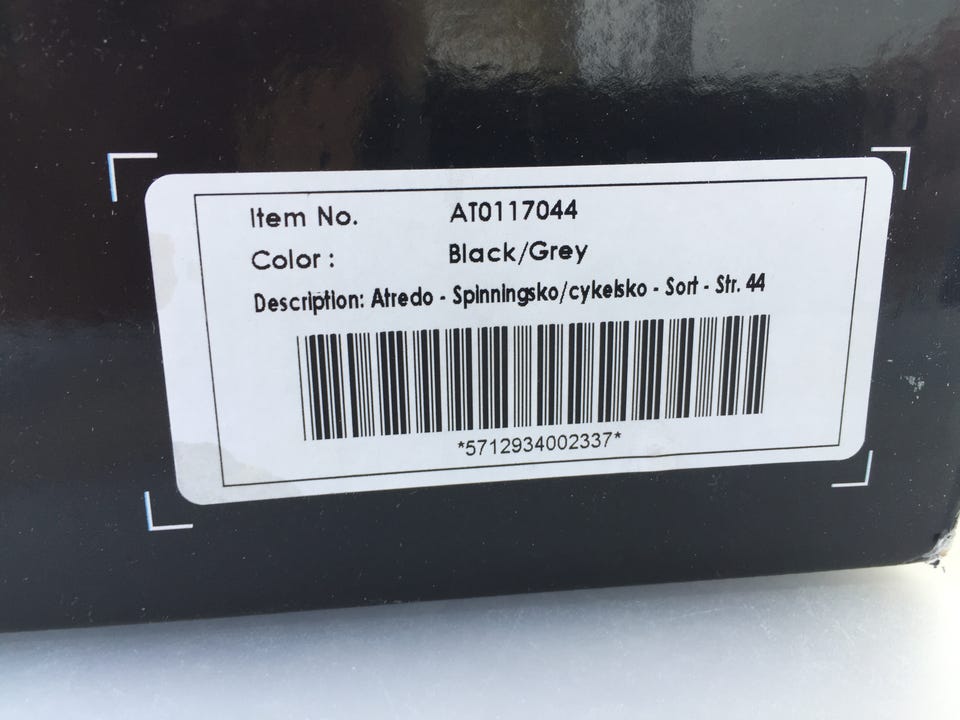 Item No. AT0117044
Color : Black/Grey
Description: Atredo - Spinningsko/cykelsko - Sort - Str. 44
*5712934002337*